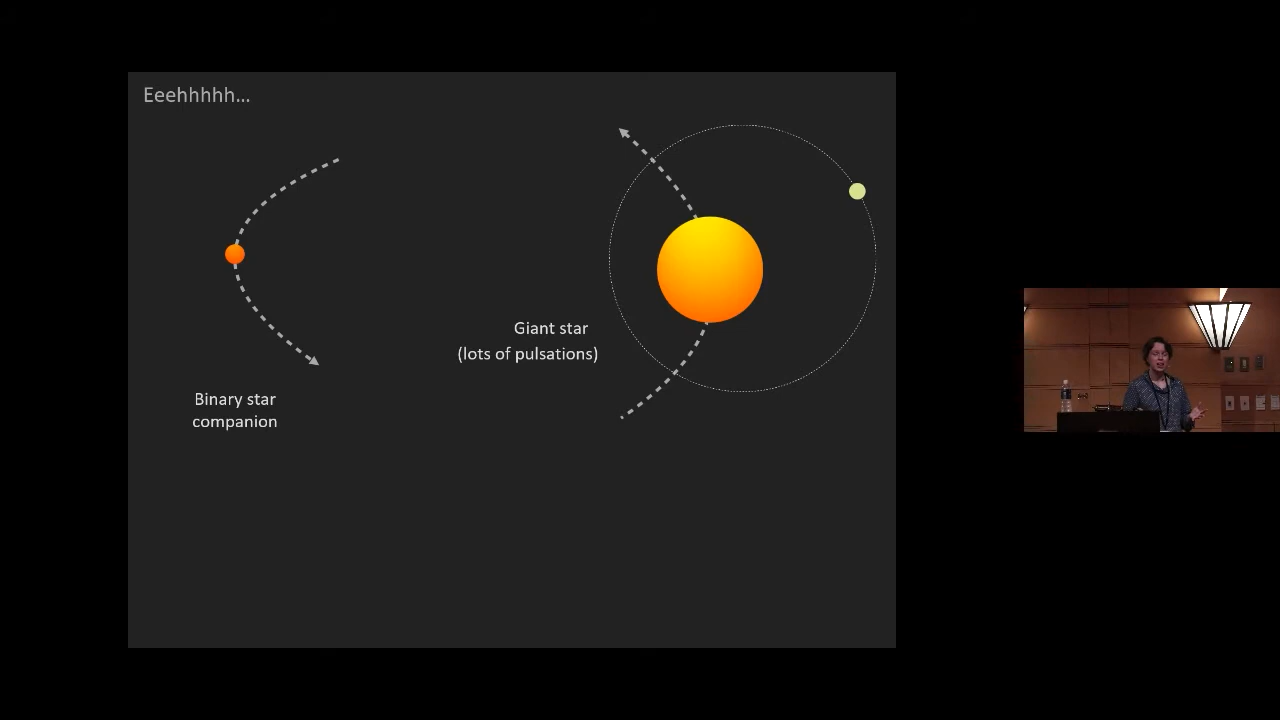 Eeehhhhh...
Giant star
(lots of pulsations)
Binary star
companion